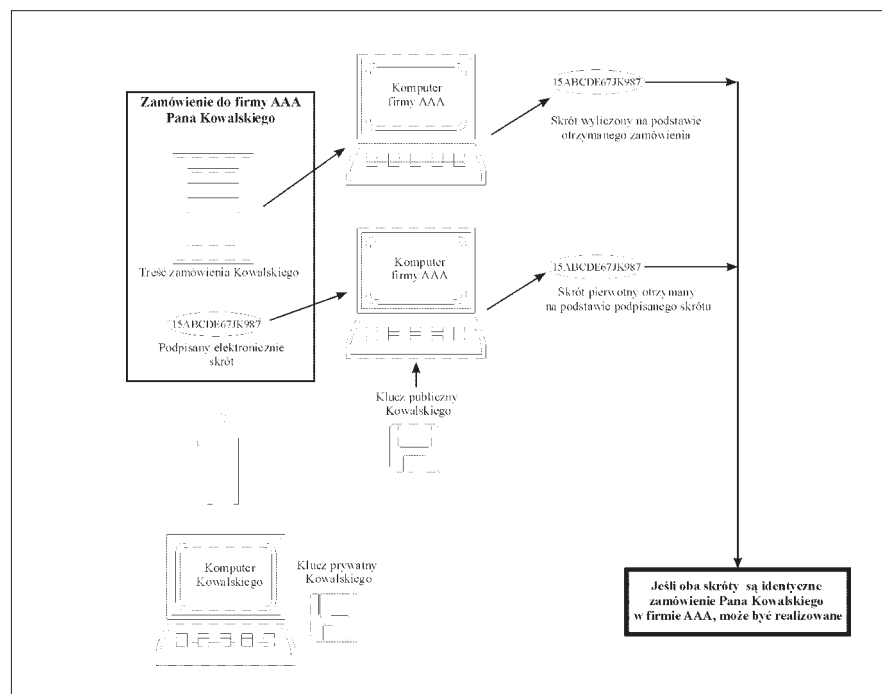 Zamówienie do firmy AAA
Pana Kowalskiego
Treść zamówienia Kowalskiego
15ABCDE67JK987
Podpisany elektronicznie
skrót
Komputer
firmy AAA
15ABCDE67JK987
Skrót wyliczony na podstawie
otrzymanego zamówienia
Komputer
firmy AAA
15ABCDE67JK987
Skrót pierwotny otrzymany
na podstawie podpisanego skrótu
Klucz publiczny
Kowalskiego
Komputer
Kowalskiego
Klucz prywatny
Kowalskiego
Jeśli oba skróty są identyczne
zamówienie Pana Kowalskiego
w firmie AAA, może być realizowane